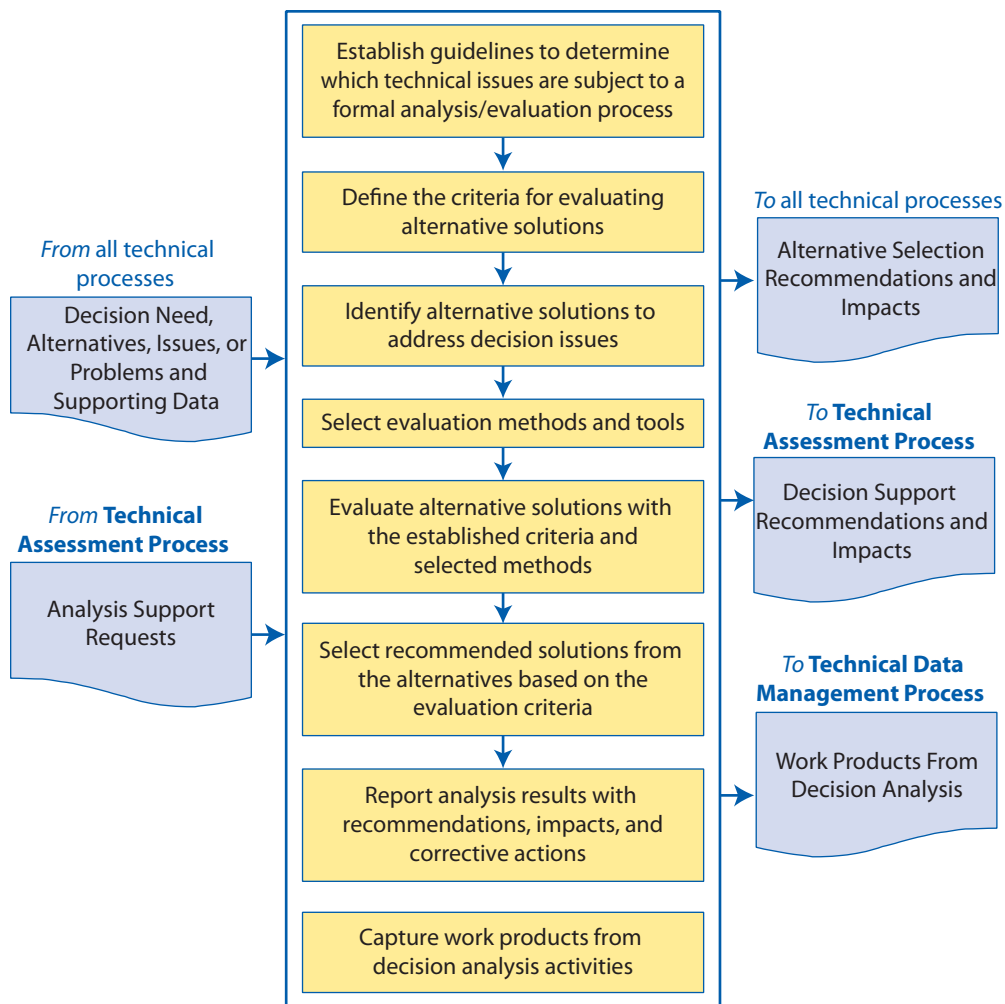 Establish guidelines to determine
which technical issues are subject to a
formal analysis/evaluation process
Define the criteria for evaluating
alternative solutions
Identify alternative solutions to
address decision issues
Select evaluation methods and tools
Evaluate alternative solutions with
the established criteria and
selected methods
Select recommended solutions from
the alternatives based on the
evaluation criteria
Report analysis results with
recommendations, impacts, and
corrective actions
Capture work products from
decision analysis activities
From all technical
processes
Decision Need,
Alternatives, Issues, or
Problems and
Supporting Data
From Technical
Assessment Process
Analysis Support
Requests
To all technical processes
Alternative Selection
Recommendations and
Impacts
To Technical
Assessment Process
Decision Support
Recommendations and
Impacts
To Technical Data
Management Process
Work Products From
Decision Analysis